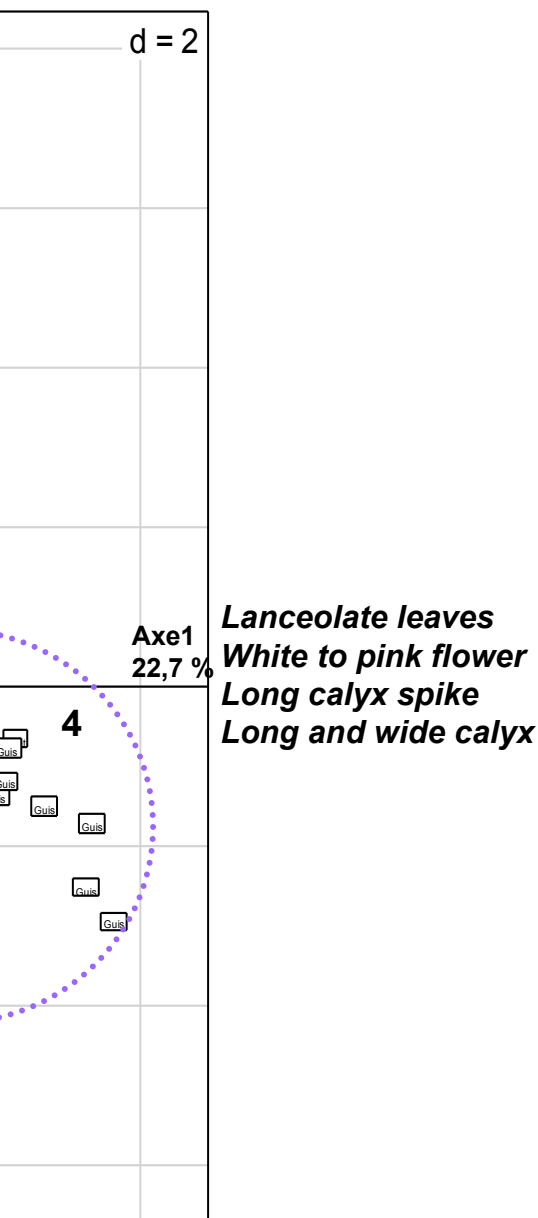 d = 2
Axe1
22,7 %
Lanceolate leaves
White to pink flower
Long calyx spike
Long and wide calyx
4
Guis
Guis
Guis
Guis
Guis
Guis